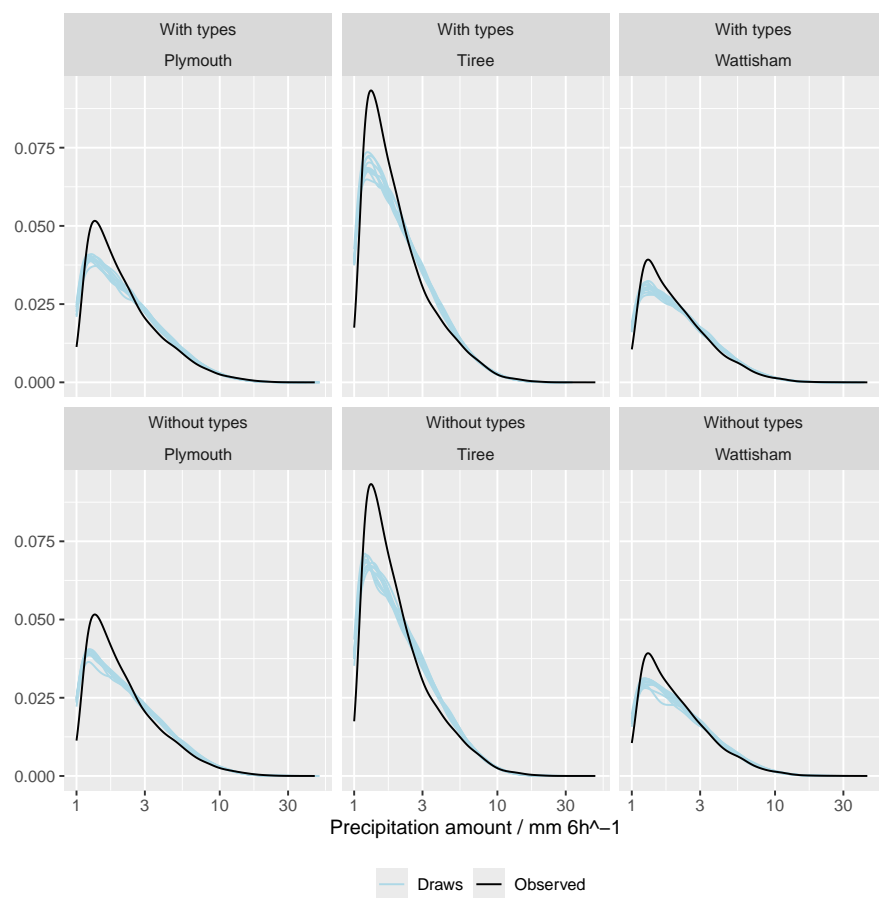 With types With types With types
Plymouth Tiree Wattisham
0.075
0.050
0.025
0.000
Without types Without types Without types
Plymouth Tiree Wattisham
0.075
0.050
0.025
0.000
1 3 10 30 1 3 10 30 1 3 10 30
Precipitation amount / mm 6h^−1
Draws Observed